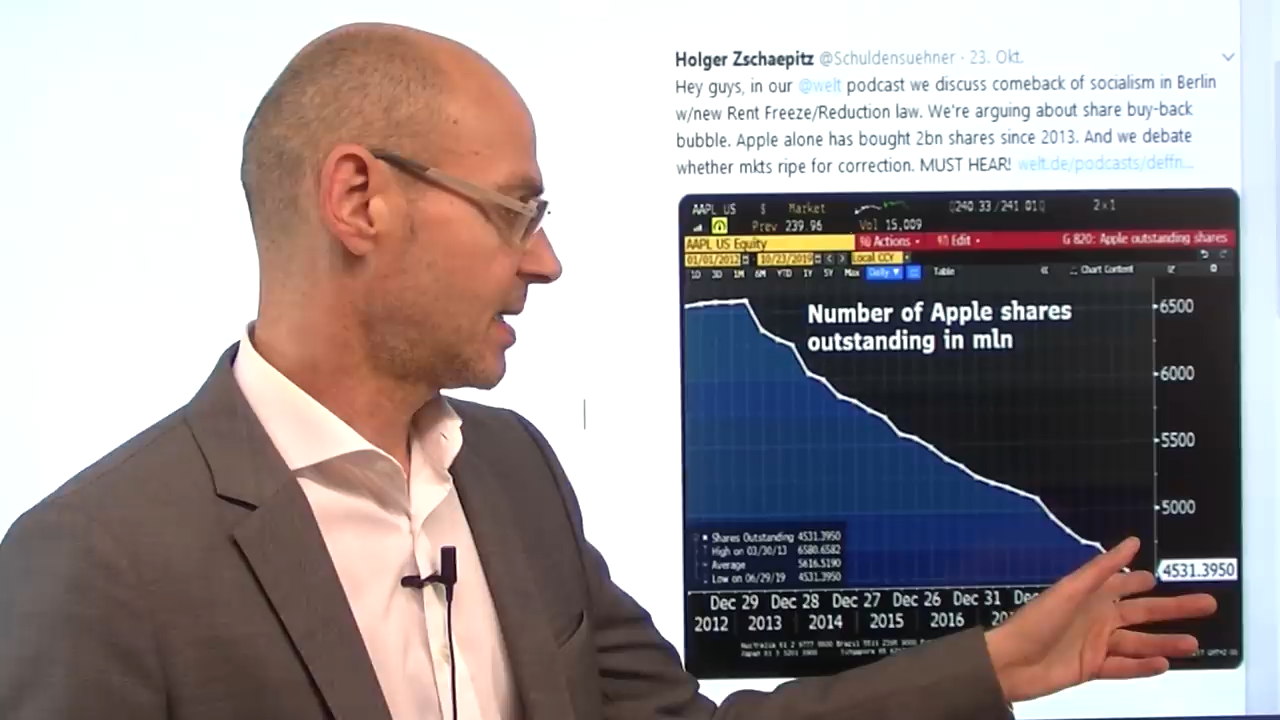 Holger Zschaepitz @Schuldensuehner · 23. Okt.
Hey guys, in our @welt podcast we discuss comeback of socialism in Berlin
w/new Rent Freeze/Reduction law. We're arguing about share buy-back
bubble. Apple alone has bought 2bn shares since 2013. And we debate
whether mkts ripe for correction. MUST HEAR! welt.de/podcasts/deffn...
AAPL US $ Market 240.33/241.01Q 2x1
Prev 239.96 Vol 15,009
AAPL US Equity Actions Edit G 820: Apple outstanding shares
01/01/2012 - 10/23/2019 Local CCY
1D 3D 1M 6M YTD 1Y 5Y Max Daily ▼ Table « Chart Content
Number of Apple shares
outstanding in mln
6500
6000
5500
5000
4531.3950
Shares Outstanding 4531.3950
High on 03/30/13 6580.6582
Average 5616.5190
Low on 06/29/19 4531.3950
Dec 29 Dec 28 Dec 27 Dec 26 Dec 31
2012 2013 2014 2015 2016